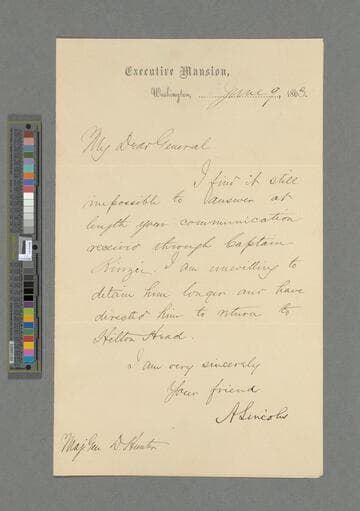 Executive Mansion,
Washington, June 9, 1863.
My Dear General
I find it still
impossible to answer at
length your communication
received through Captain
Kinzie. I am unwilling to
detain him longer and have
directed him to return to
Hilton Head.
I am very sincerely
Your friend
A Lincoln
Maj Gen D. Hunter